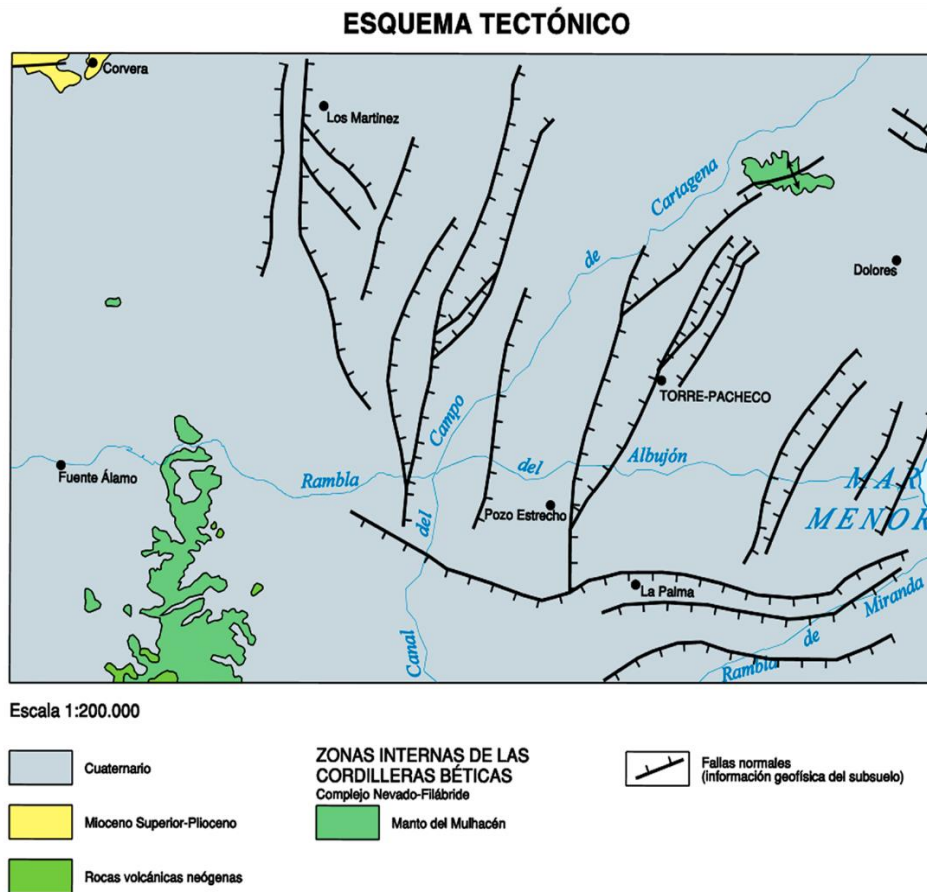 ESQUEMA TECTÓNICO
Corvera
Los Martinez
Cartagena
de
Dolores
TORRE-PACHECO
Campo
Fuente Álamo
Rambla
del
Albujón
MAR
MENOR
Pozo Estrecho
del
La Palma
Miranda
de
Rambla
Canal
Escala 1:200.000
Cuaternario
Mioceno Superior-Plioceno
Rocas volcánicas neógenas
ZONAS INTERNAS DE LAS
CORDILLERAS BÉTICAS
Complejo Nevado-Filábride
Manto del Mulhacén
Fallas normales
(información geofísica del subsuelo)